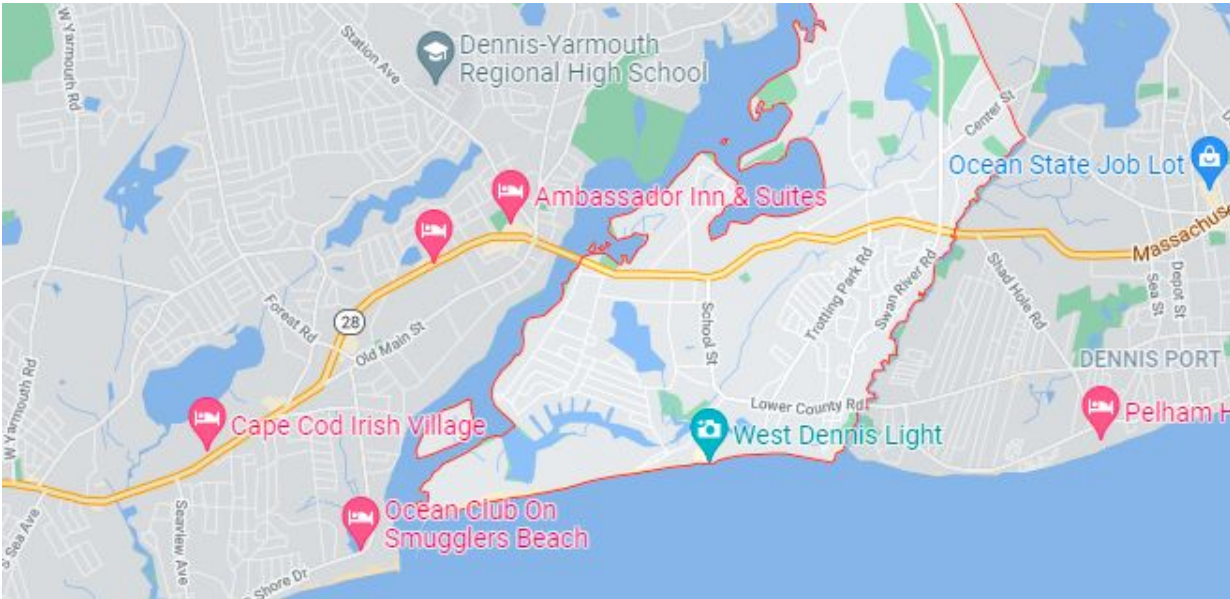 W Yarmouth Rd
Station Ave
Dennis-Yarmouth
Regional High School
Center St
Ocean State Job Lot
Ambassador Inn & Suites
Massachuse
Forest Rd
28
Old Main St
School St
Trotting Park Rd
Swan River Rd
Shad Hole Rd
Sea St
Depot St
DENNIS PORT
W Yarmouth Rd
Cape Cod Irish Village
Lower County Rd
West Dennis Light
Pelham H
Sea Ave
Seaview Ave
Ocean Club On
Smugglers Beach
Shore Dr